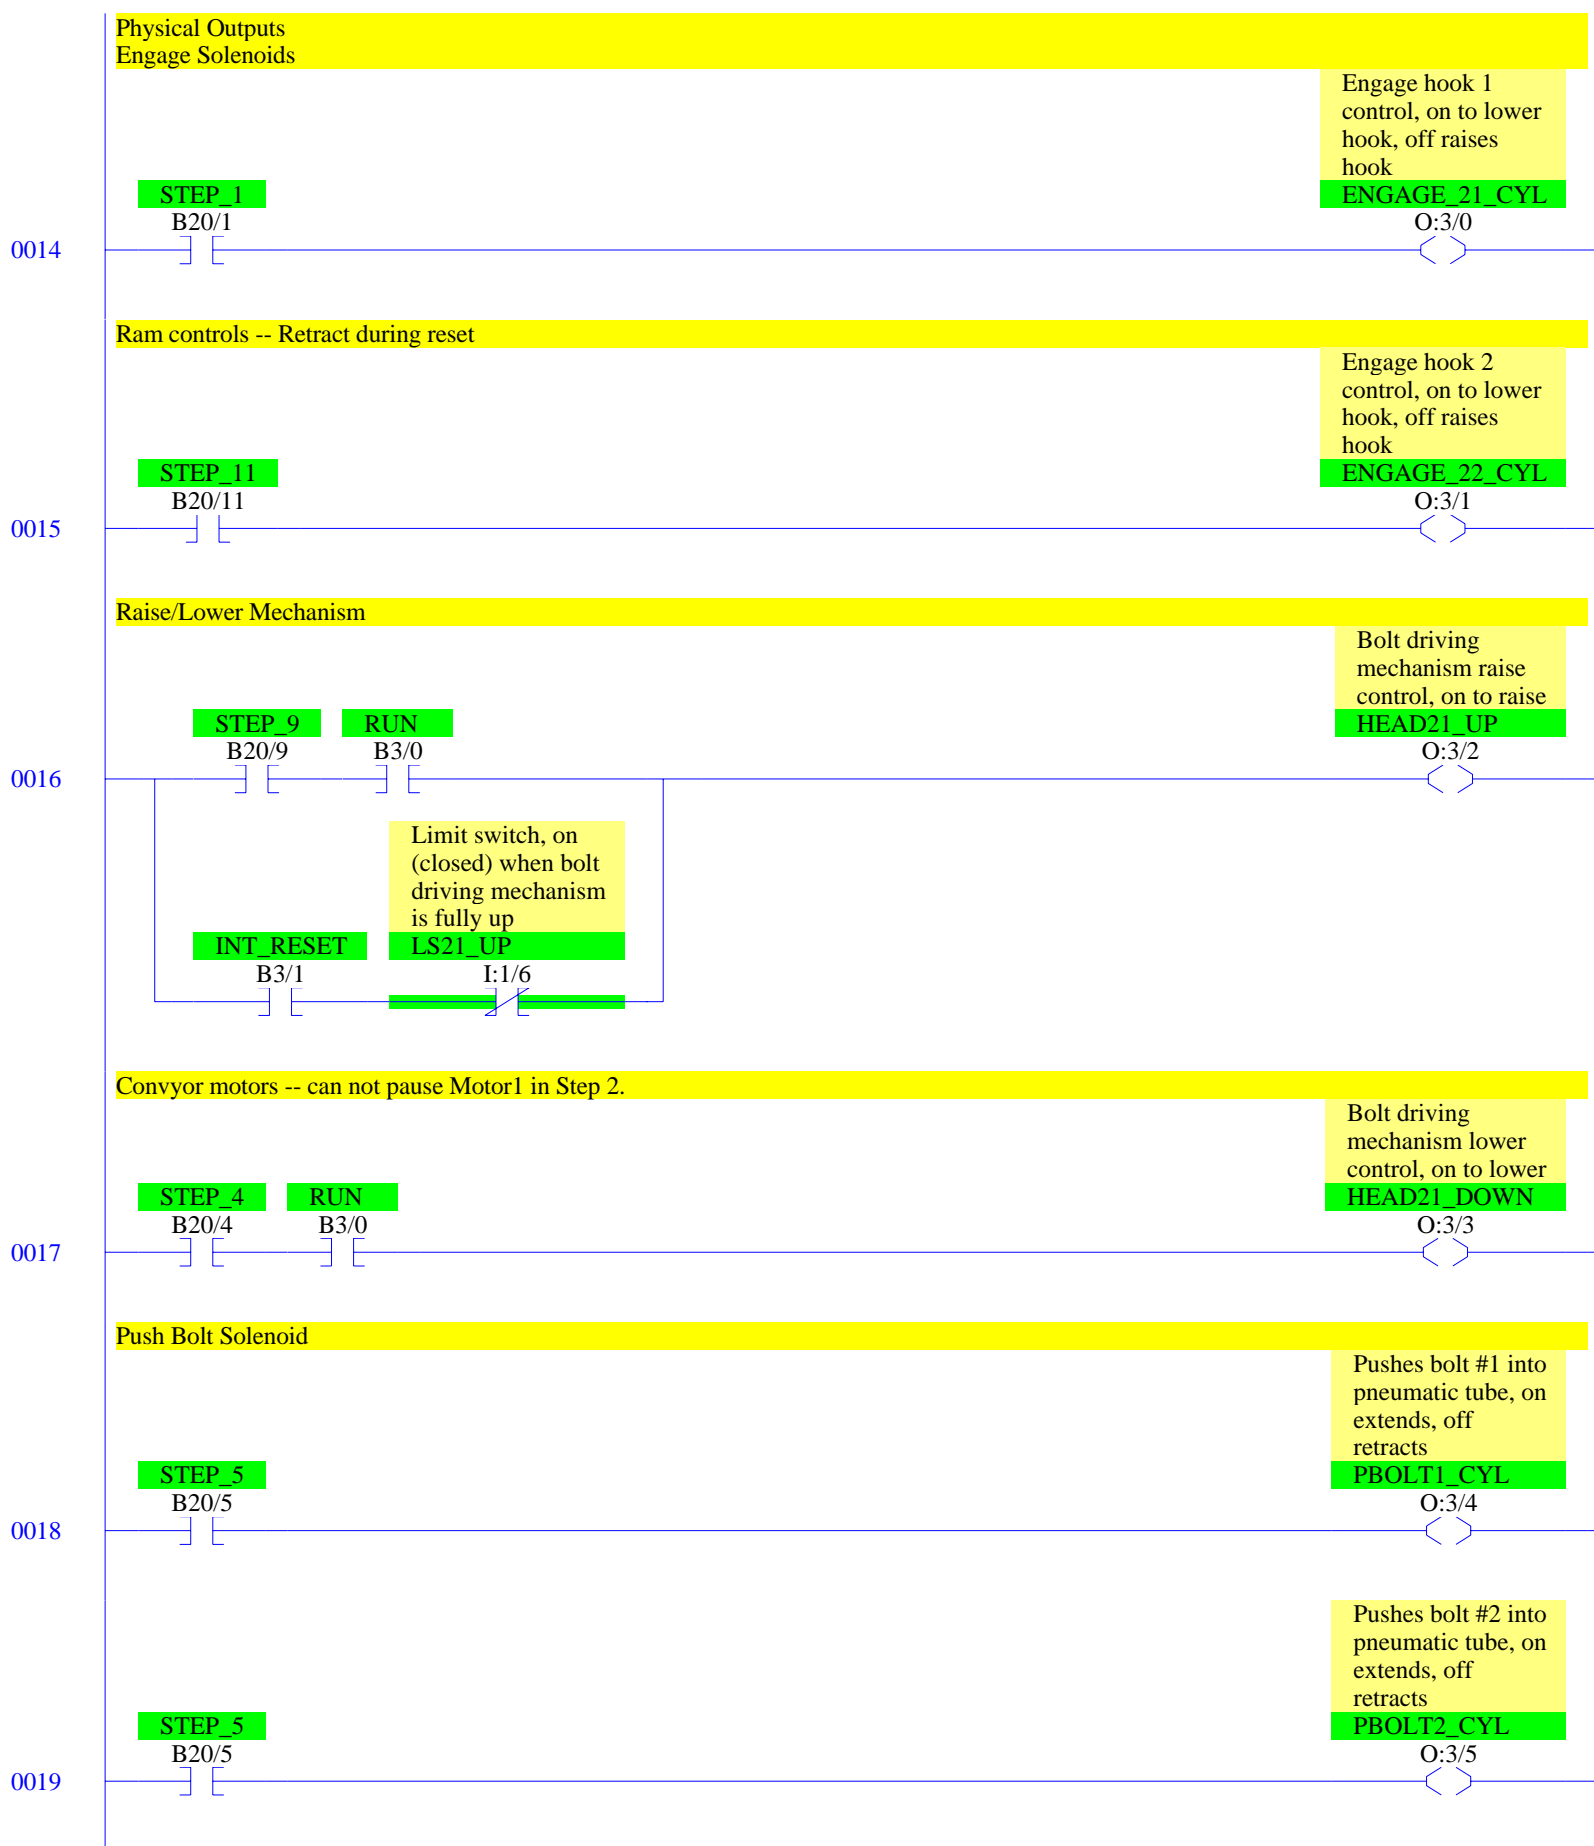 Physical Outputs
Engage Solenoids
Engage hook 1
control, on to lower
hook, off raises
hook
STEP_1
ENGAGE_21_CYL
B20/1
O:3/0
0014
Ram controls -- Retract during reset
Engage hook 2
control, on to lower
hook, off raises
hook
STEP_11
ENGAGE_22_CYL
B20/11
O:3/1
0015
Raise/Lower Mechanism
Bolt driving
mechanism raise
control, on to raise
STEP_9
RUN
HEAD21_UP
B20/9
B3/0
O:3/2
0016
Limit switch, on
(closed) when bolt
driving mechanism
is fully up
INT_RESET
LS21_UP
B3/1
I:1/6
Convyor motors -- can not pause Motor1 in Step 2.
Bolt driving
mechanism lower
control, on to lower
STEP_4
RUN
HEAD21_DOWN
B20/4
B3/0
O:3/3
0017
Push Bolt Solenoid
Pushes bolt #1 into
pneumatic tube, on
extends, off
retracts
STEP_5
PBOLT1_CYL
B20/5
O:3/4
0018
Pushes bolt #2 into
pneumatic tube, on
extends, off
retracts
STEP_5
PBOLT2_CYL
B20/5
O:3/5
0019